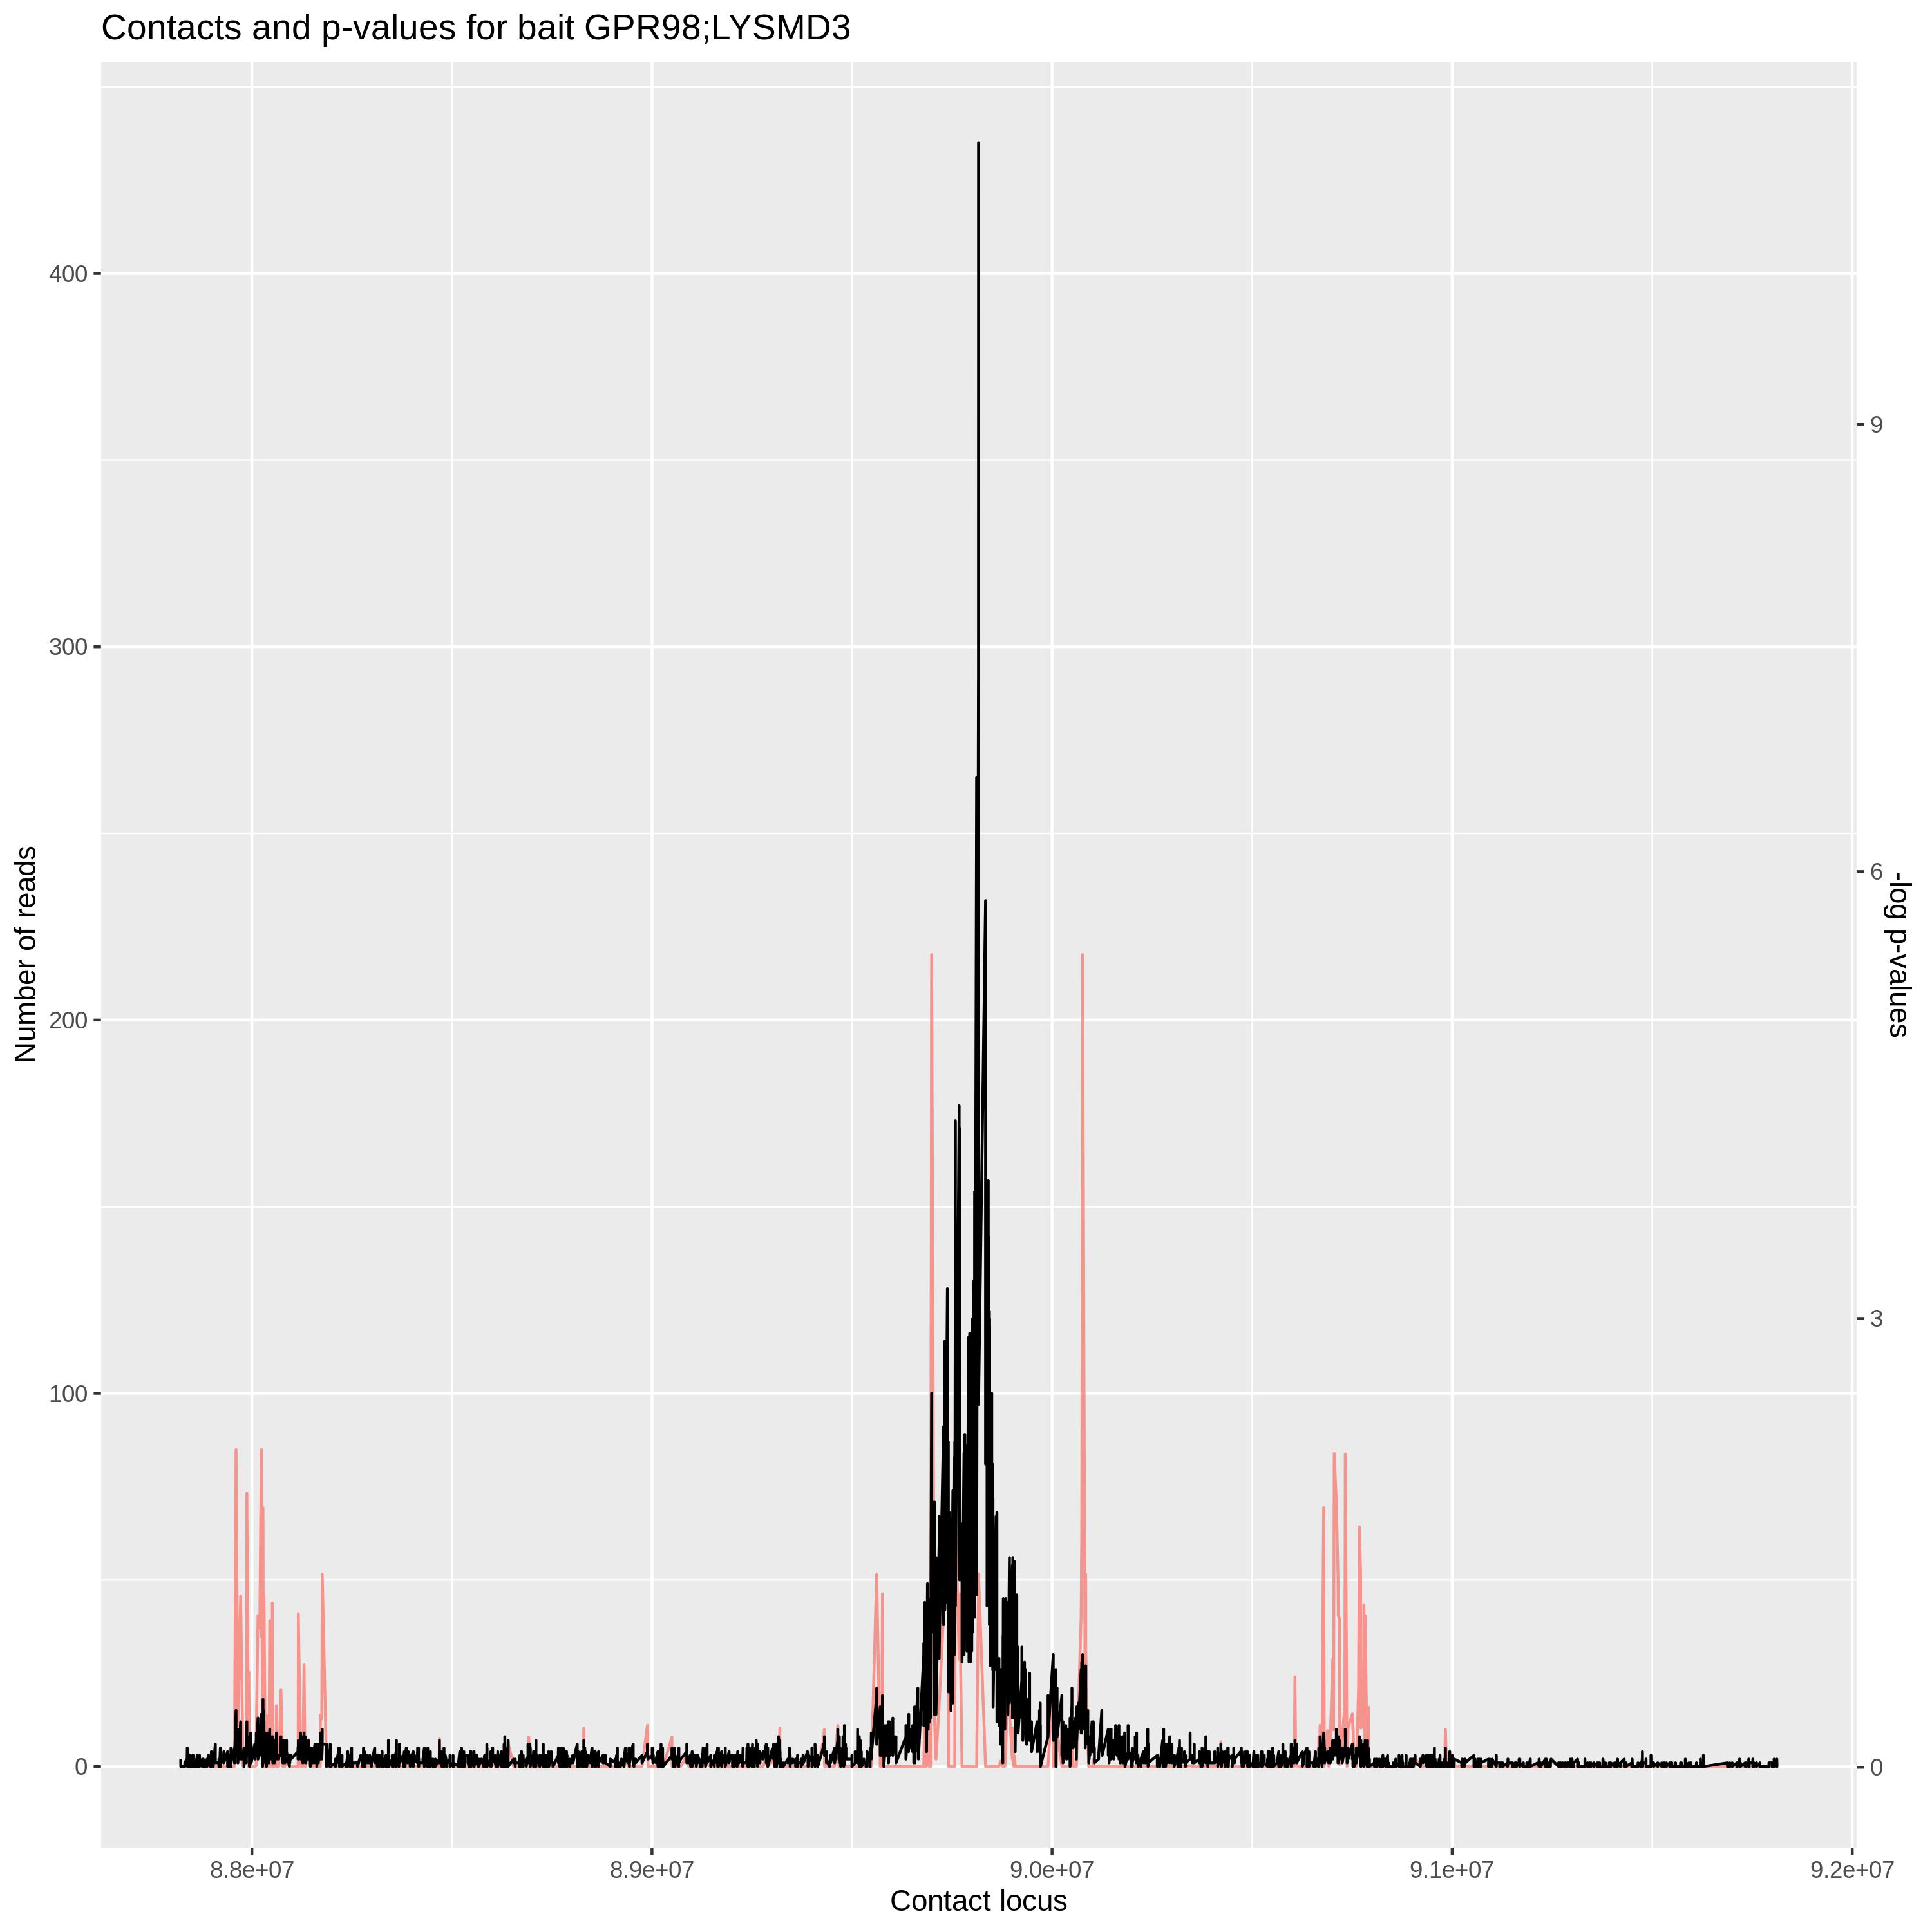 Contacts and p-values for bait GPR98;LYSMD3
400
300
200
100
0
Number of reads
9
6
3
0
-log p-values
8.8e+07
8.9e+07
9.0e+07
9.1e+07
9.2e+07
Contact locus